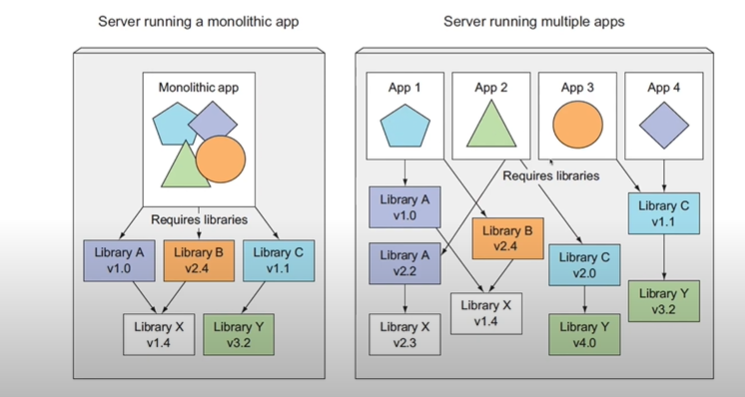 Server running a monolithic app
Monolithic app
Requires libraries
Library A
v1.0
Library B
v2.4
Library C
v1.1
Library X
v1.4
Library Y
v3.2
Server running multiple apps
App 1
App 2
App 3
App 4
Requires libraries
Library A
v1.0
Library B
v2.4
Library C
v1.1
Library A
v2.2
Library C
v2.0
Library X
v1.4
Library Y
v3.2
Library X
v2.3
Library Y
v4.0